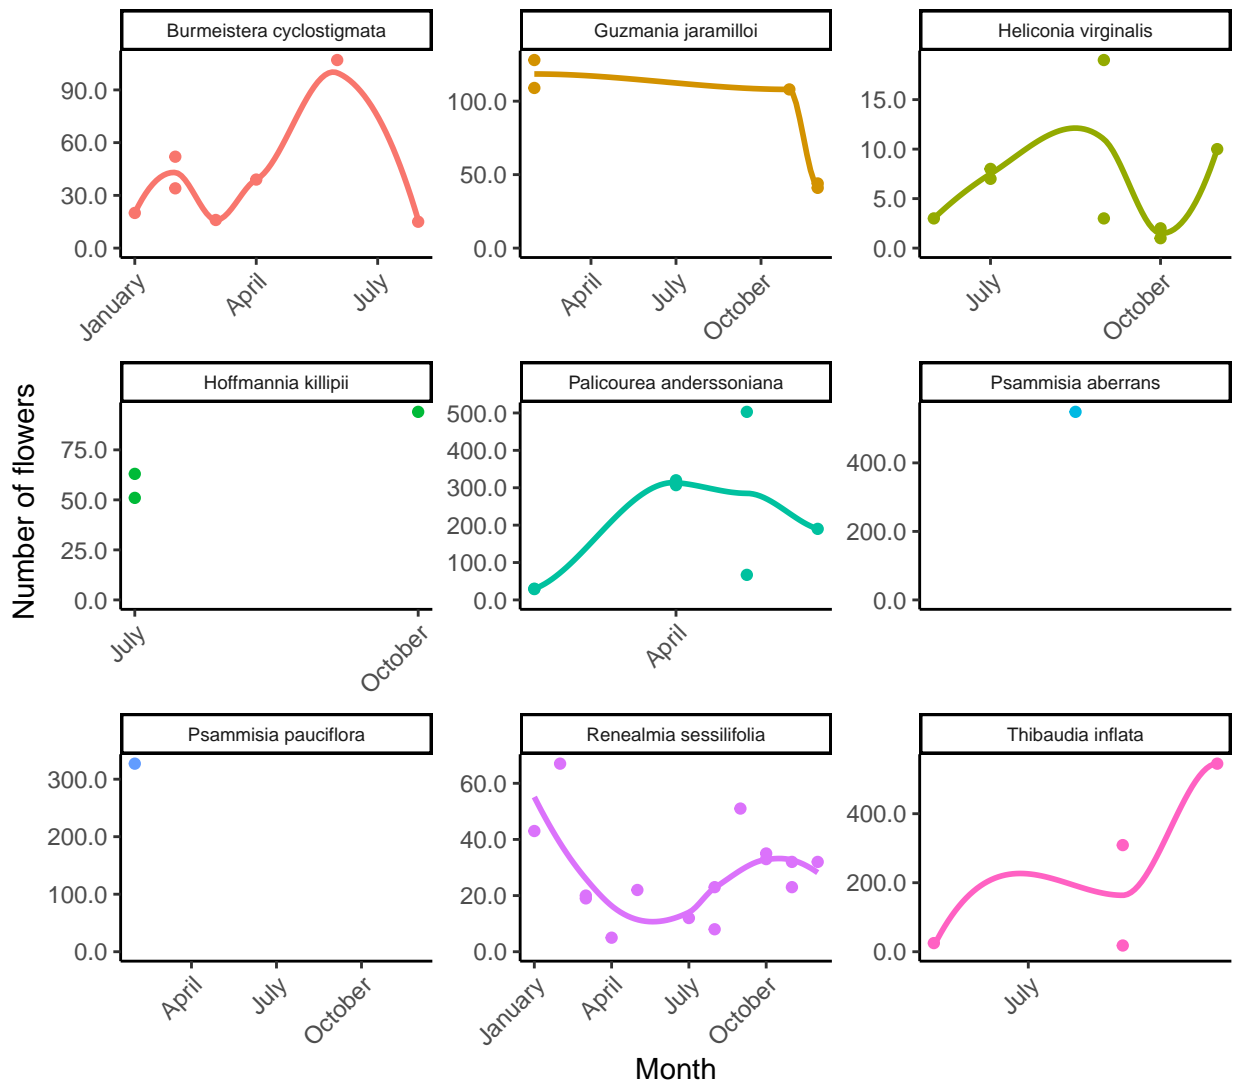 Burmeistera cyclostigmata
Guzmania jaramilloi
Heliconia virginalis
90.0
60.0
30.0
0.0
100.0
50.0
0.0
15.0
10.0
5.0
0.0
January
April
July
April
July
October
July
October
Number of flowers
Hoffmannia killipii
Palicourea anderssoniana
Psammisia aberrans
75.0
50.0
25.0
0.0
500.0
400.0
300.0
200.0
100.0
0.0
400.0
200.0
0.0
July
October
April
Psammisia pauciflora
Renealmia sessilifolia
Thibaudia inflata
300.0
200.0
100.0
0.0
60.0
40.0
20.0
0.0
400.0
200.0
0.0
April
July
October
January
April
July
October
July
Month